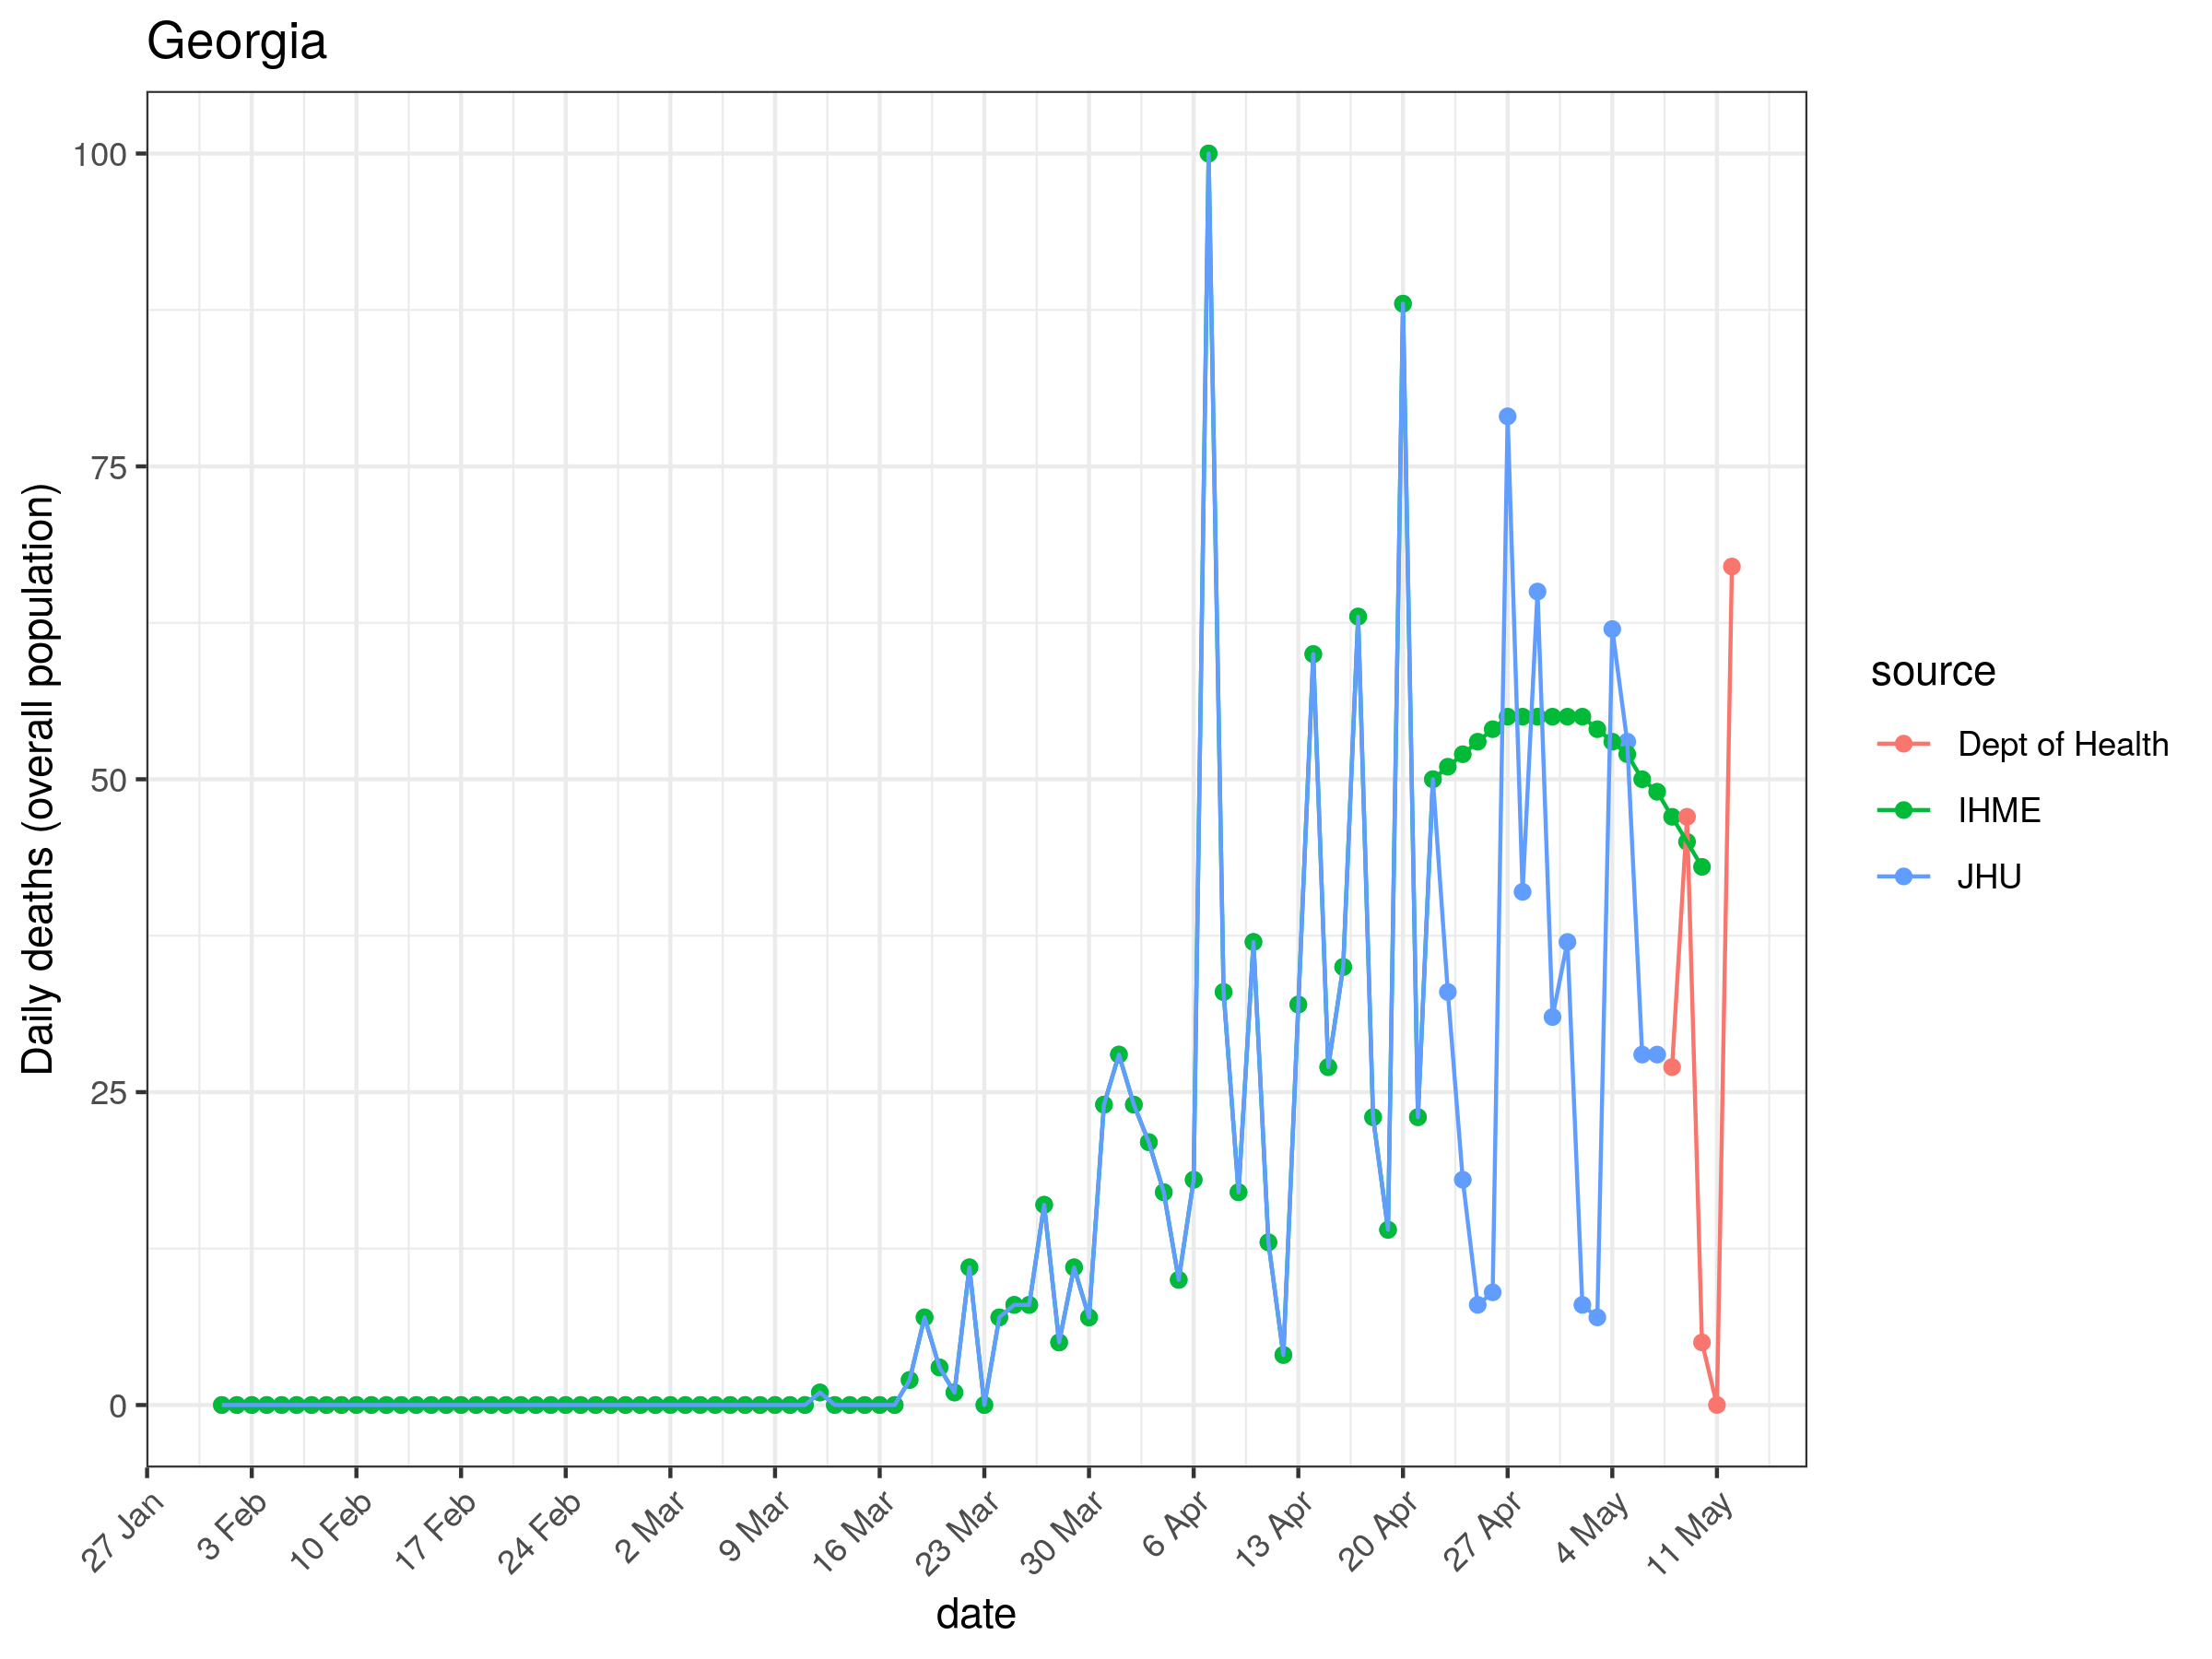 Georgia
Daily deaths (overall population)
100
75
50
25
0
27 Jan
3 Feb
10 Feb
17 Feb
24 Feb
2 Mar
9 Mar
16 Mar
23 Mar
30 Mar
6 Apr
13 Apr
20 Apr
27 Apr
4 May
11 May
date
source
Dept of Health
IHME
JHU